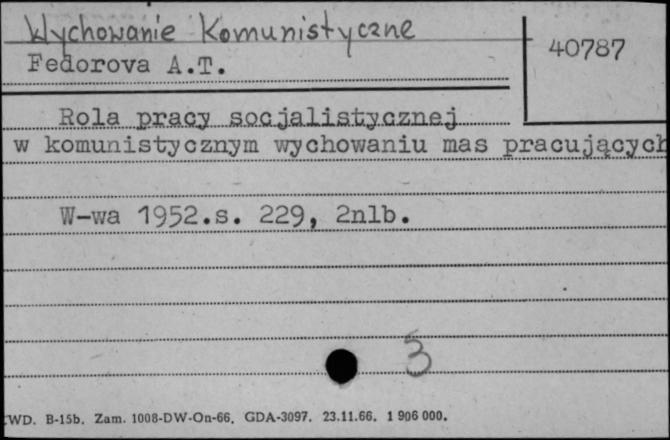 Wychowanie Komunistyczne
40787
Fedorova A.T.
Rola pracy socjalistycznej
w komunistycznym wychowaniu mas pracujących
W-wa 1952.s. 229, 2nlb.
3
WD. B-15b. Zam. 1008-DW-On-66. GDA-3097. 23.11.66. 1 906 000.